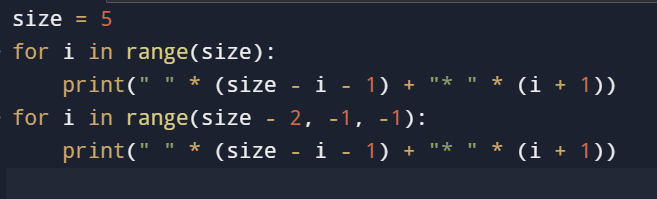 size = 5
for i in range(size):
    print(" " * (size - i - 1) + "* " * (i + 1))
for i in range(size - 2, -1, -1):
    print(" " * (size - i - 1) + "* " * (i + 1))